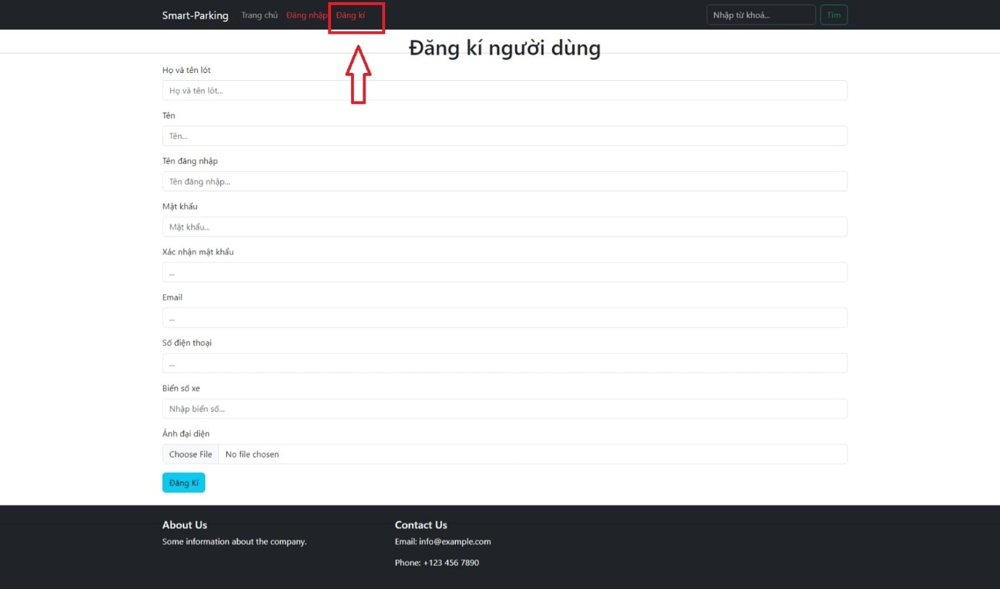 Smart-Parking Trang chủ Đăng nhập Đăng kí Nhập từ khoá... Tìm
Đăng kí người dùng
Họ và tên lót
Họ và tên lót...
Tên
Tên...
Tên đăng nhập
Tên đăng nhập...
Mật khẩu
Mật khẩu...
Xác nhận mật khẩu
...
Email
...
Số điện thoại
...
Biển số xe
Nhập biển số...
Ảnh đại diện
Choose File No file chosen
Đăng Kí
About Us
Some information about the company.
Contact Us
Email: info@example.com
Phone: +123 456 7890